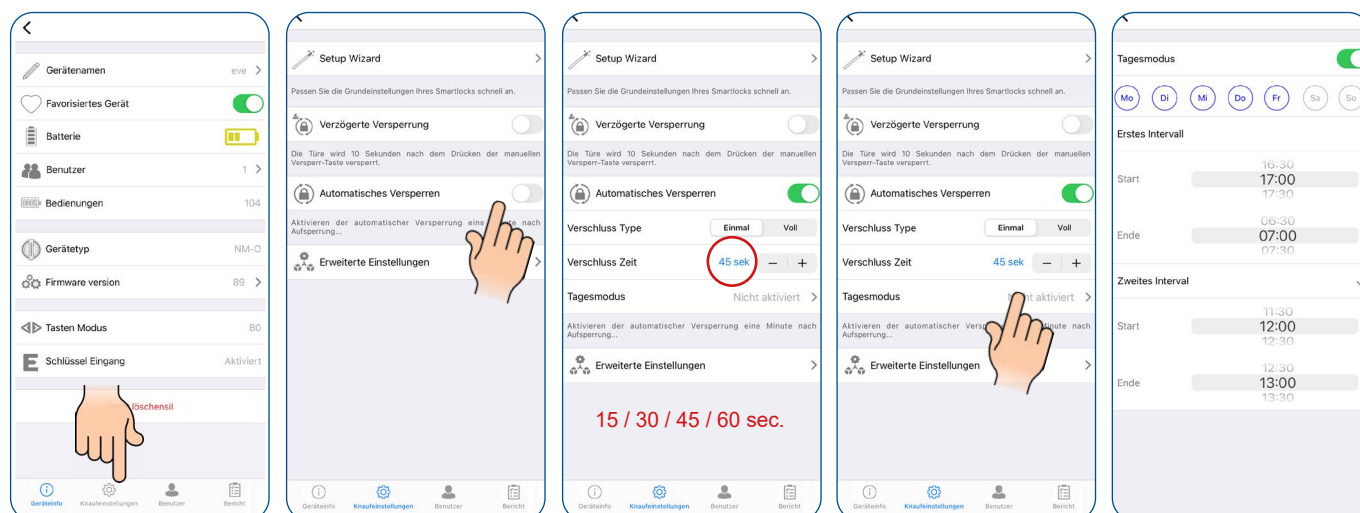 Gerätenamen eve
Favorisiertes Gerät
Batterie
Benutzer 1
Bedienungen 104
Gerätetyp NM-O
Firmware version 89
Tasten Modus B0
Schlüssel Eingang Aktiviert
löschensil
Geräteinfo Knaufeinstellungen Benutzer Bericht
Setup Wizard
Passen Sie die Grundeinstellungen Ihres Smartlocks schnell an.
Verzögerte Versperrung
Die Türe wird 10 Sekunden nach dem Drücken der manuellen
Versperr-Taste versperrt.
Automatisches Versperren
Aktivieren der automatischer Versperrung eine nach
Aufsperrung...
Erweiterte Einstellungen
Geräteinfo Knaufeinstellungen Benutzer Bericht
Setup Wizard
Passen Sie die Grundeinstellungen Ihres Smartlocks schnell an.
Verzögerte Versperrung
Die Türe wird 10 Sekunden nach dem Drücken der manuellen
Versperr-Taste versperrt.
Automatisches Versperren
Verschluss Type Einmal Voll
Verschluss Zeit 45 sek − +
Tagesmodus Nicht aktiviert
Aktivieren der automatischer Versperrung eine Minute nach
Aufsperrung...
Erweiterte Einstellungen
15 / 30 / 45 / 60 sec.
Geräteinfo Knaufeinstellungen Benutzer Bericht
Setup Wizard
Passen Sie die Grundeinstellungen Ihres Smartlocks schnell an.
Verzögerte Versperrung
Die Türe wird 10 Sekunden nach dem Drücken der manuellen
Versperr-Taste versperrt.
Automatisches Versperren
Verschluss Type Einmal Voll
Verschluss Zeit 45 sek − +
Tagesmodus aktiviert
Aktivieren der automatischer Minute nach
Aufsperrung...
Erweiterte Einstellungen
Geräteinfo Knaufeinstellungen Benutzer Bericht
Tagesmodus
Mo Di Mi Do Fr Sa So
Erstes Intervall
16:30
Start 17:00
17:30
06:30
Ende 07:00
07:30
Zweites Interval
11:30
Start 12:00
12:30
12:30
Ende 13:00
13:30